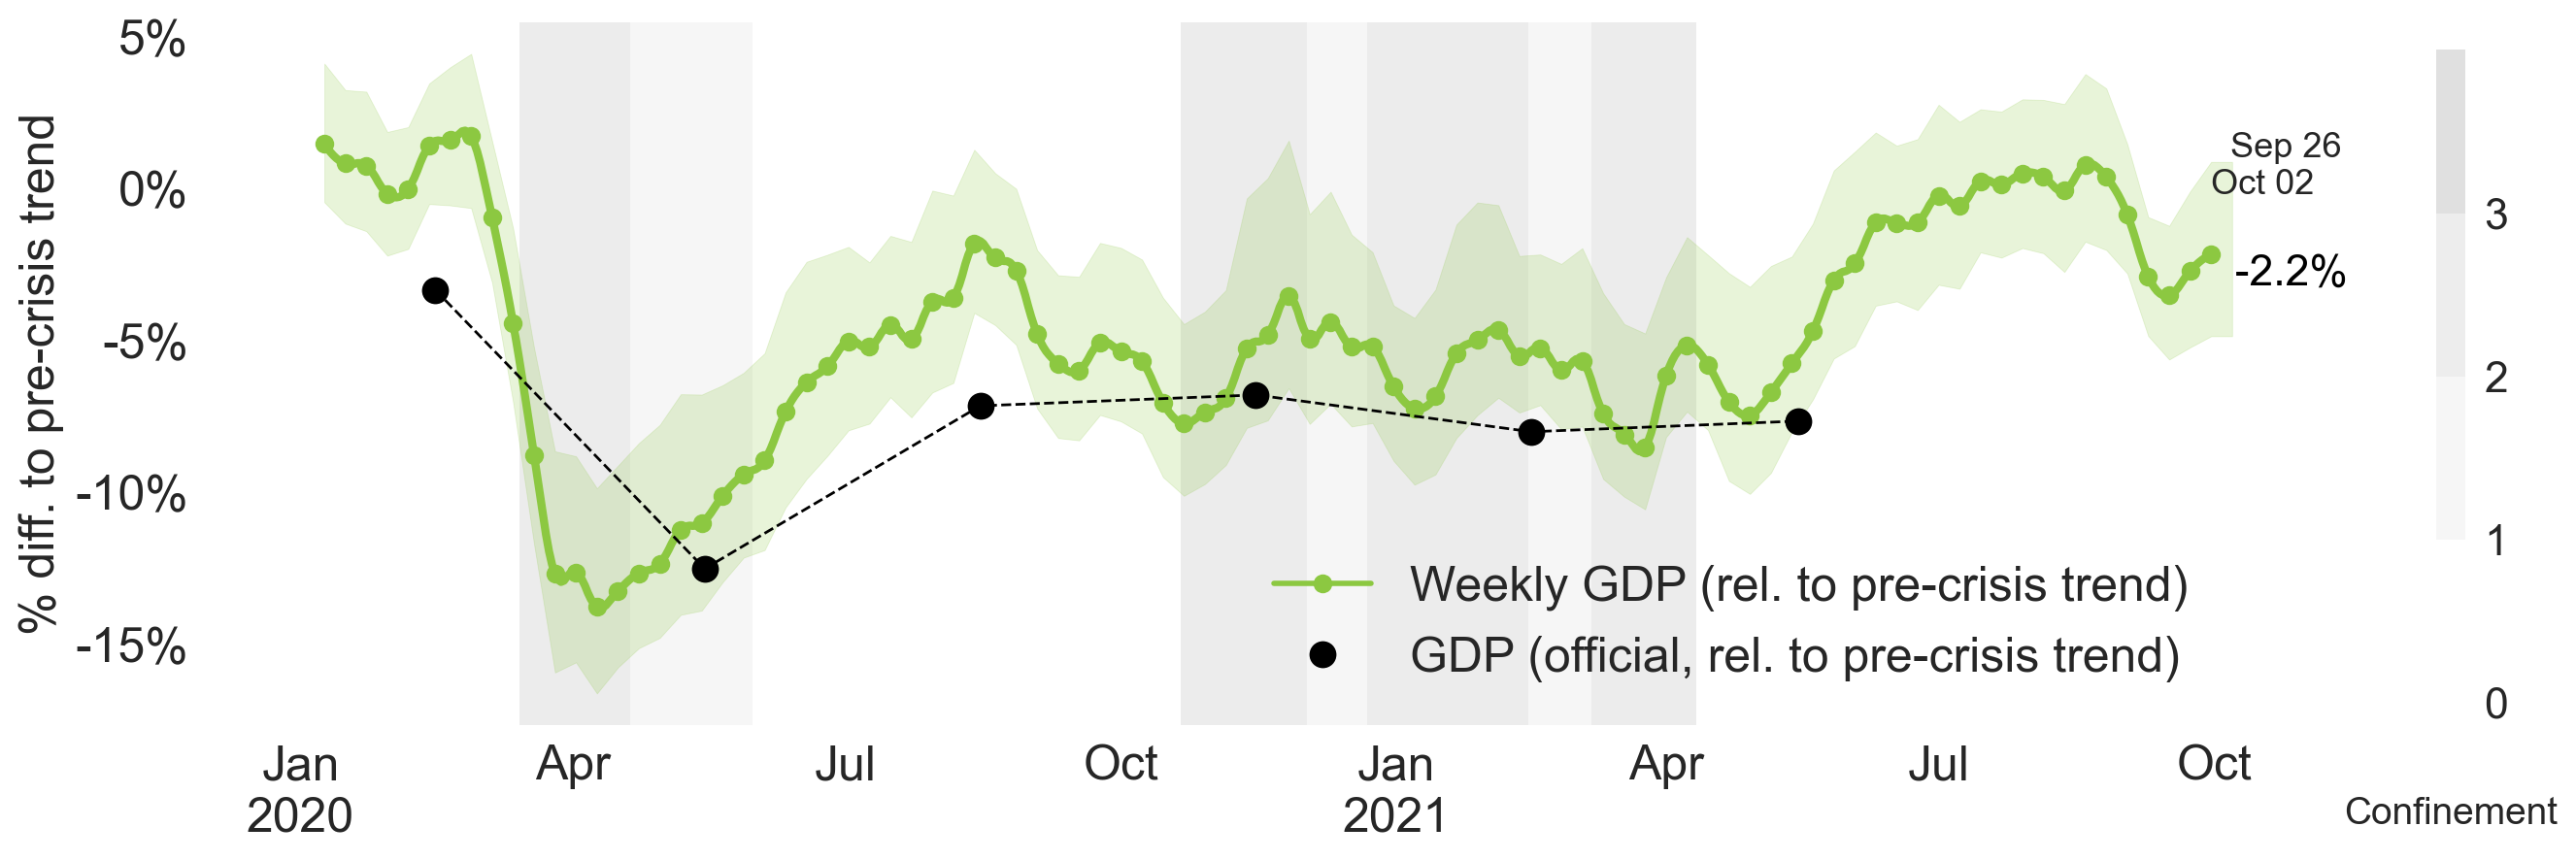 % diff. to pre-crisis trend
5%
0%
-5%
-10%
-15%
Sep 26
Oct 02
-2.2%
Weekly GDP (rel. to pre-crisis trend)
GDP (official, rel. to pre-crisis trend)
Jan Apr Jul Oct Jan Apr Jul Oct
2020 2021
3
2
1
0
Confinement